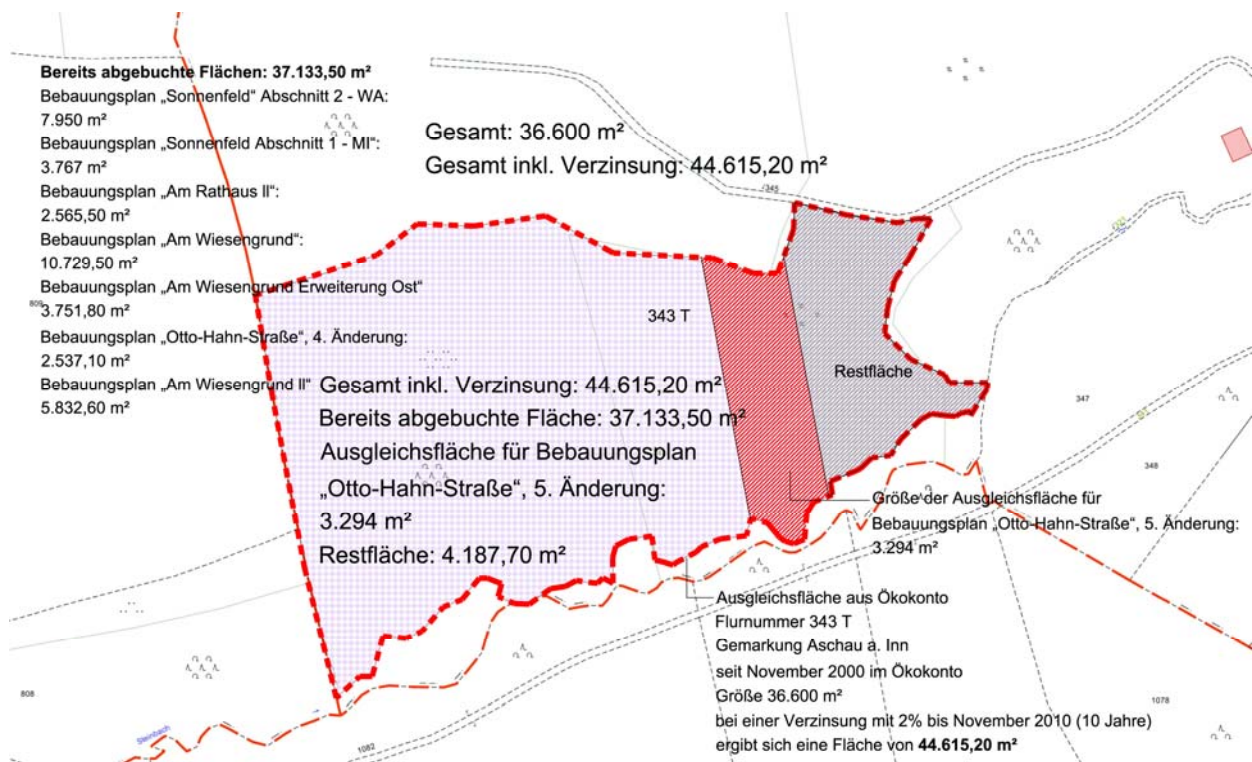 Bereits abgebuchte Flächen: 37.133,50 m²
Bebauungsplan „Sonnenfeld" Abschnitt 2 - WA:
7.950 m²
Bebauungsplan „Sonnenfeld Abschnitt 1 - MI":
3.767 m²
Bebauungsplan „Am Rathaus II":
2.565,50 m²
Bebauungsplan „Am Wiesengrund":
10.729,50 m²
Bebauungsplan „Am Wiesengrund Erweiterung Ost"
3.751,80 m²
Bebauungsplan „Otto-Hahn-Straße", 4. Änderung:
2.537,10 m²
Bebauungsplan „Am Wiesengrund II"
5.832,60 m²
Gesamt: 36.600 m²
Gesamt inkl. Verzinsung: 44.615,20 m²
345
809
343 T
Restfläche
Gesamt inkl. Verzinsung: 44.615,20 m²
Bereits abgebuchte Fläche: 37.133,50 m²
Ausgleichsfläche für Bebauungsplan
„Otto-Hahn-Straße", 5. Änderung:
3.294 m²
Restfläche: 4.187,70 m²
347
348
Größe der Ausgleichsfläche für
Bebauungsplan „Otto-Hahn-Straße", 5. Änderung:
3.294 m²
Ausgleichsfläche aus Ökokonto
Flurnummer 343 T
Gemarkung Aschau a. Inn
seit November 2000 im Ökokonto
Größe 36.600 m²
bei einer Verzinsung mit 2% bis November 2010 (10 Jahre)
ergibt sich eine Fläche von 44.615,20 m²
808
Steinbach
1082
1078